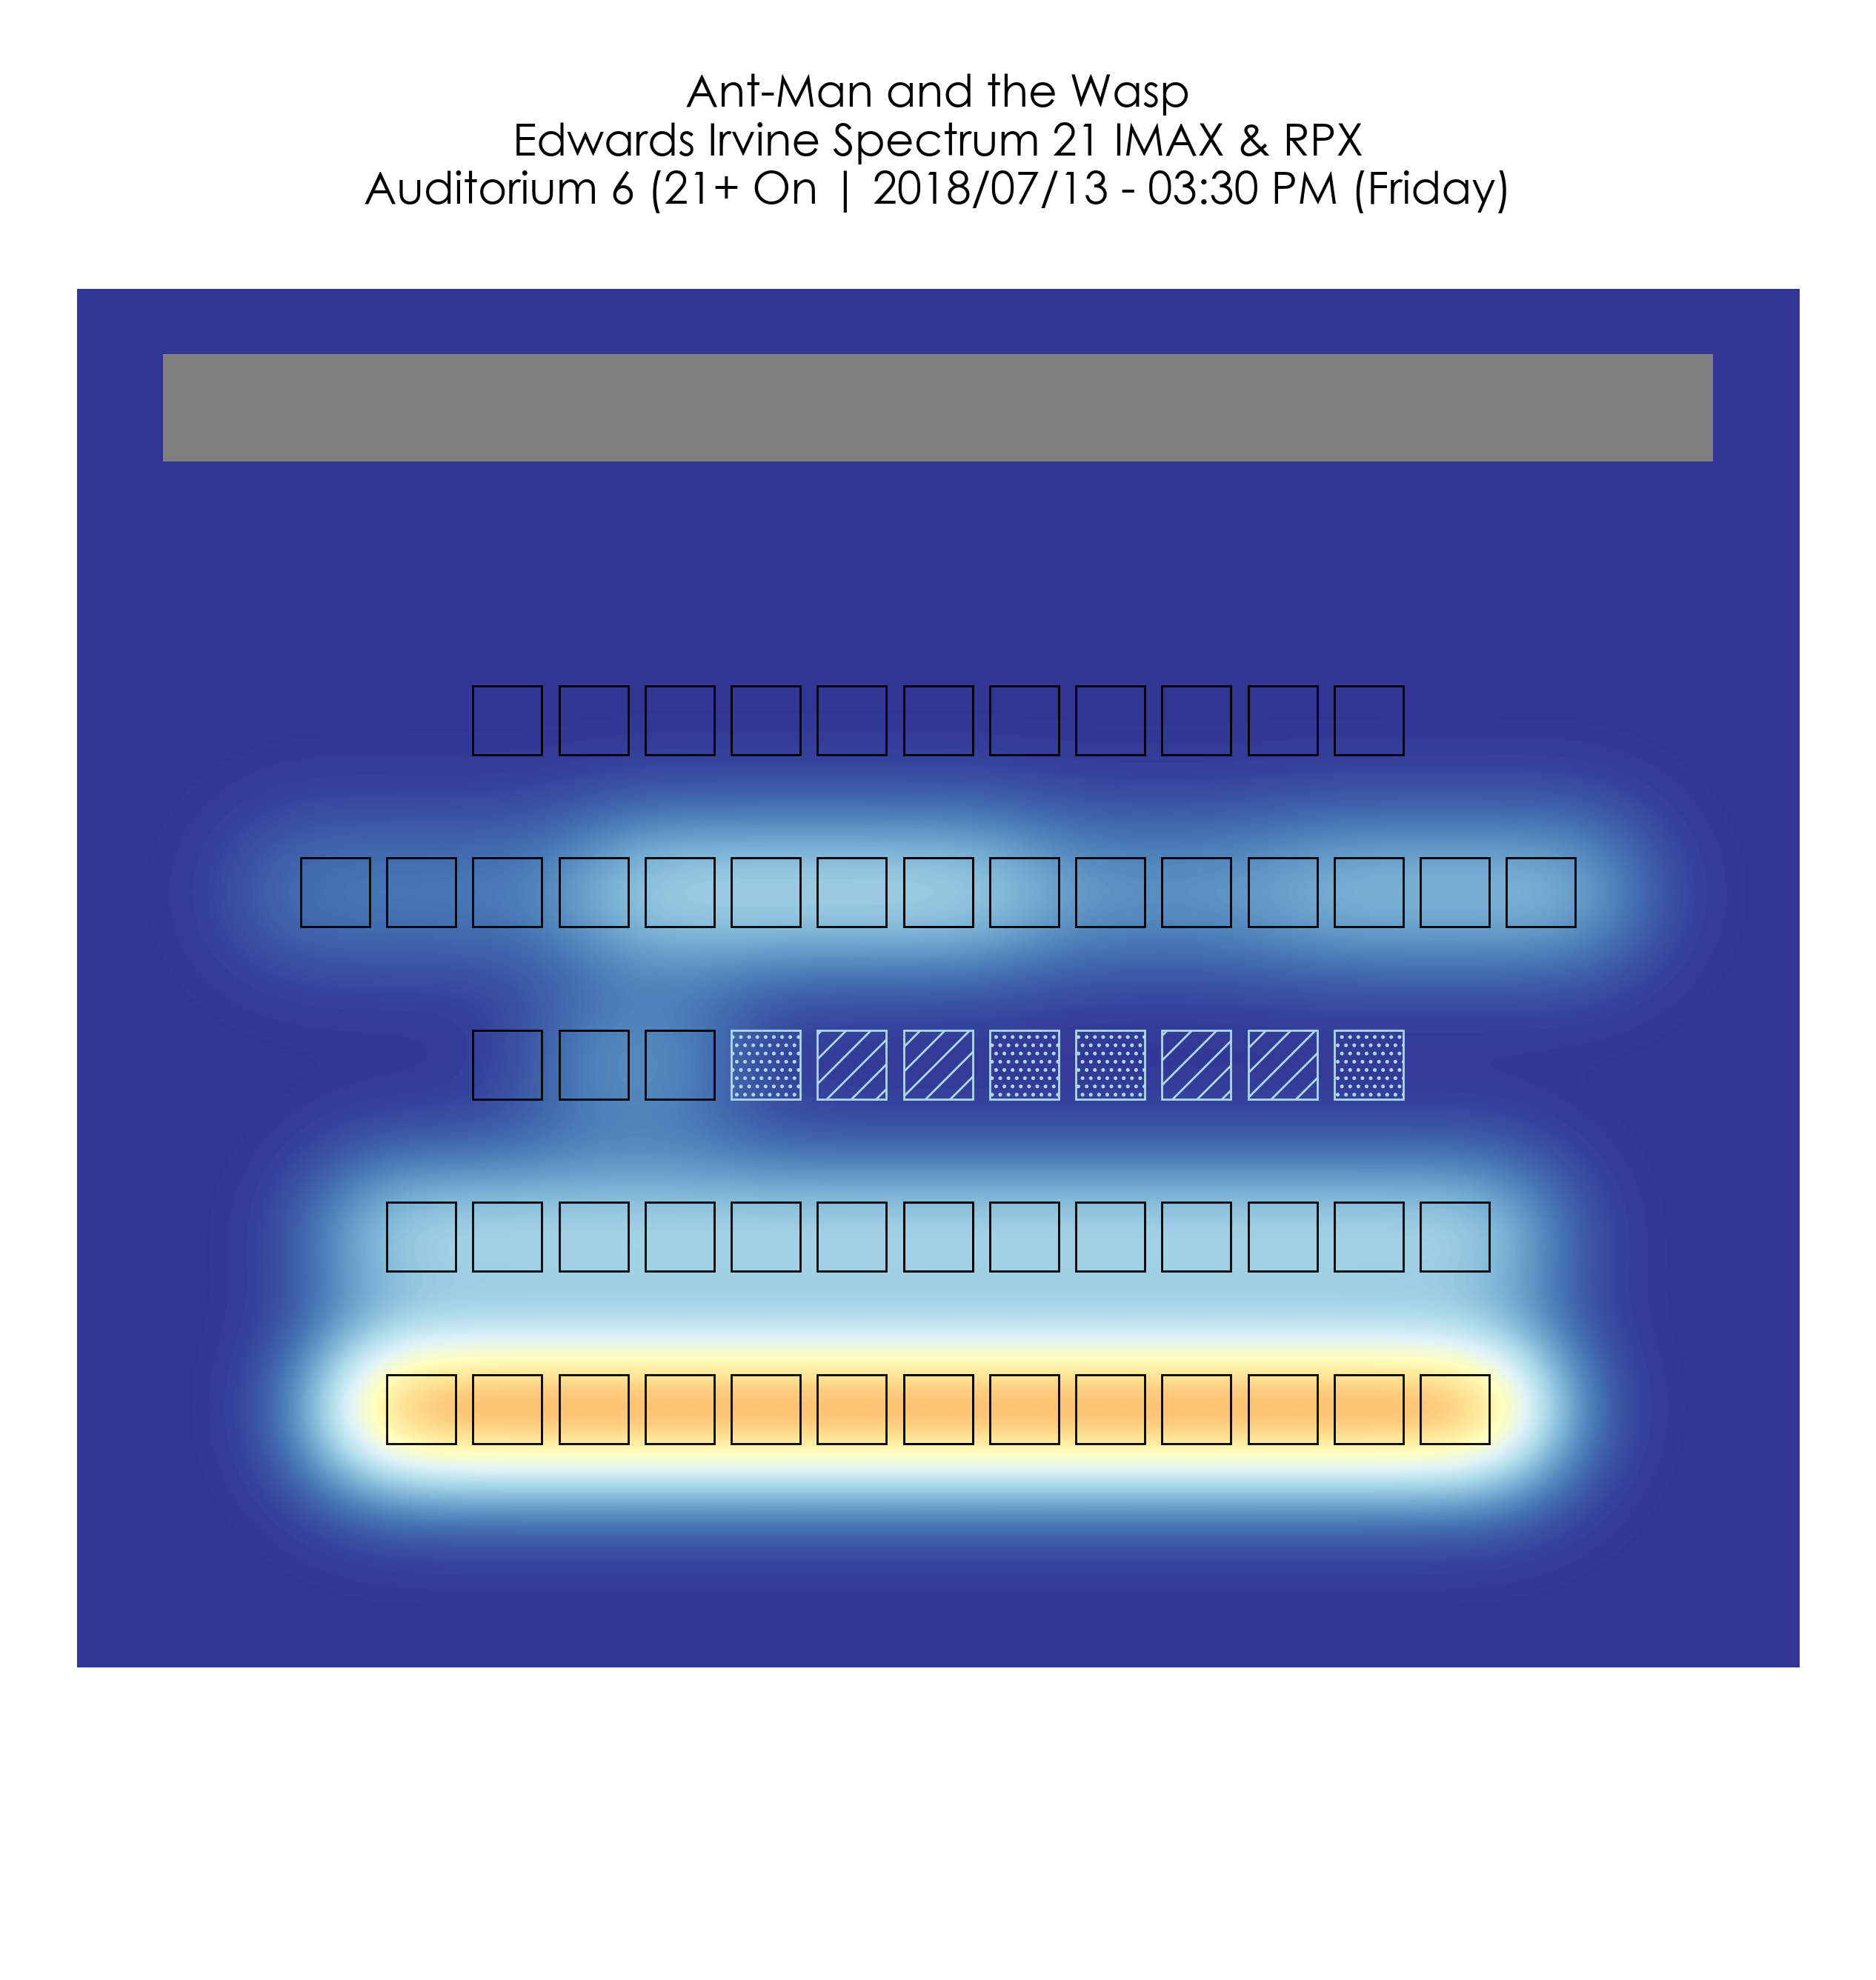 Ant-Man and the Wasp
Edwards Irvine Spectrum 21 IMAX & RPX
Auditorium 6 (21+ On | 2018/07/13 - 03:30 PM (Friday)